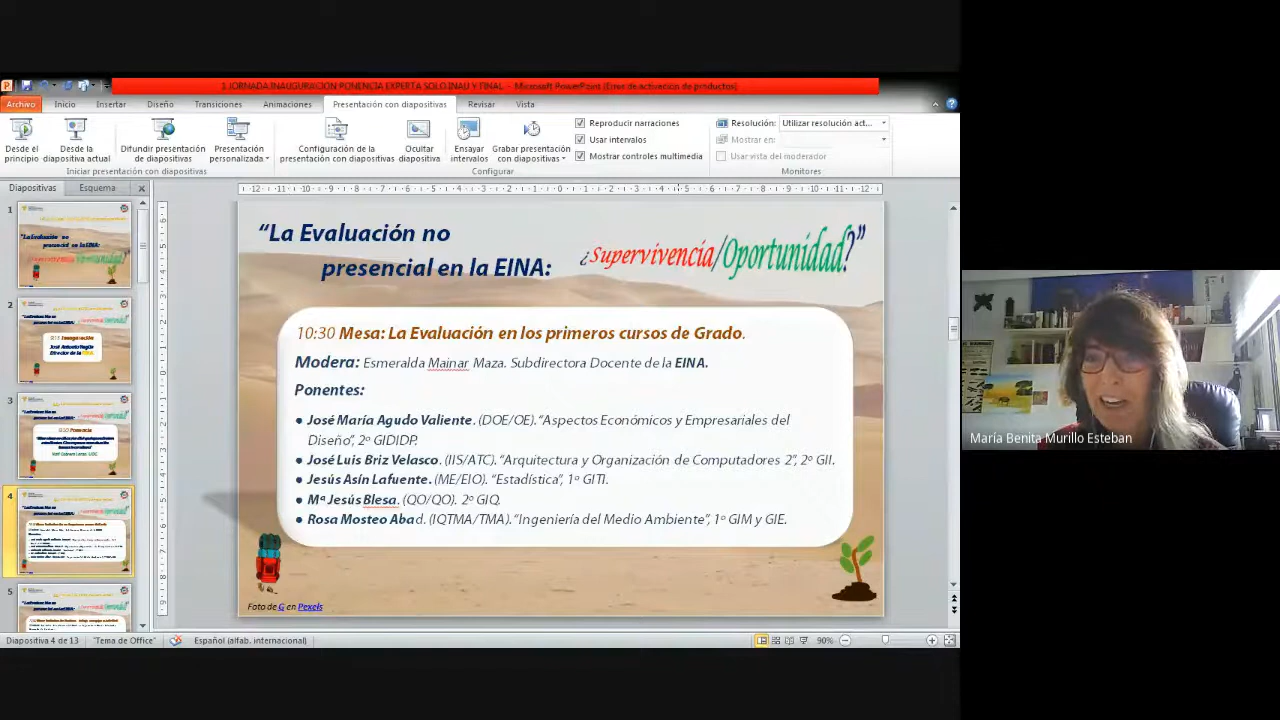 1 JORNADA INAUGURACION PONENCIA EXPERTA SOLO INAU Y FINAL - Microsoft PowerPoint (Error de activación de productos)
Archivo Inicio Insertar Diseño Transiciones Animaciones Presentación con diapositivas Revisar Vista
Desde el principio
Desde la diapositiva actual
Difundir presentación de diapositivas
Presentación personalizada
Configuración de la presentación con diapositivas
Ocultar diapositiva
Ensayar intervalos
Grabar presentación con diapositivas
Reproducir narraciones
Usar intervalos
Mostrar controles multimedia
Resolución: Utilizar resolución act...
Mostrar en:
Usar vista del moderador
Iniciar presentación con diapositivas
Configurar
Monitores
Diapositivas Esquema
1
2
3
4
5
“La Evaluación no
presencial en la EINA:
¿Supervivencia/Oportunidad?”
10:30 Mesa: La Evaluación en los primeros cursos de Grado.
Modera: Esmeralda Mainar Maza. Subdirectora Docente de la EINA.
Ponentes:
● José María Agudo Valiente. (DOE/OE). “Aspectos Económicos y Empresariales del
Diseño”, 2º GIDIDP.
● José Luis Briz Velasco. (IIS/ATC). “Arquitectura y Organización de Computadores 2”, 2º GII.
● Jesús Asín Lafuente. (ME/EIO). “Estadística”, 1º GITI.
● Mª Jesús Blesa. (QO/QO). 2º GIQ,
● Rosa Mosteo Abad. (IQTMA/TMA). “Ingeniería del Medio Ambiente”, 1º GIM y GIE.
Foto de G en Pexels
Diapositiva 4 de 13 "Tema de Office" Español (alfab. internacional) 90%
María Benita Murillo Esteban